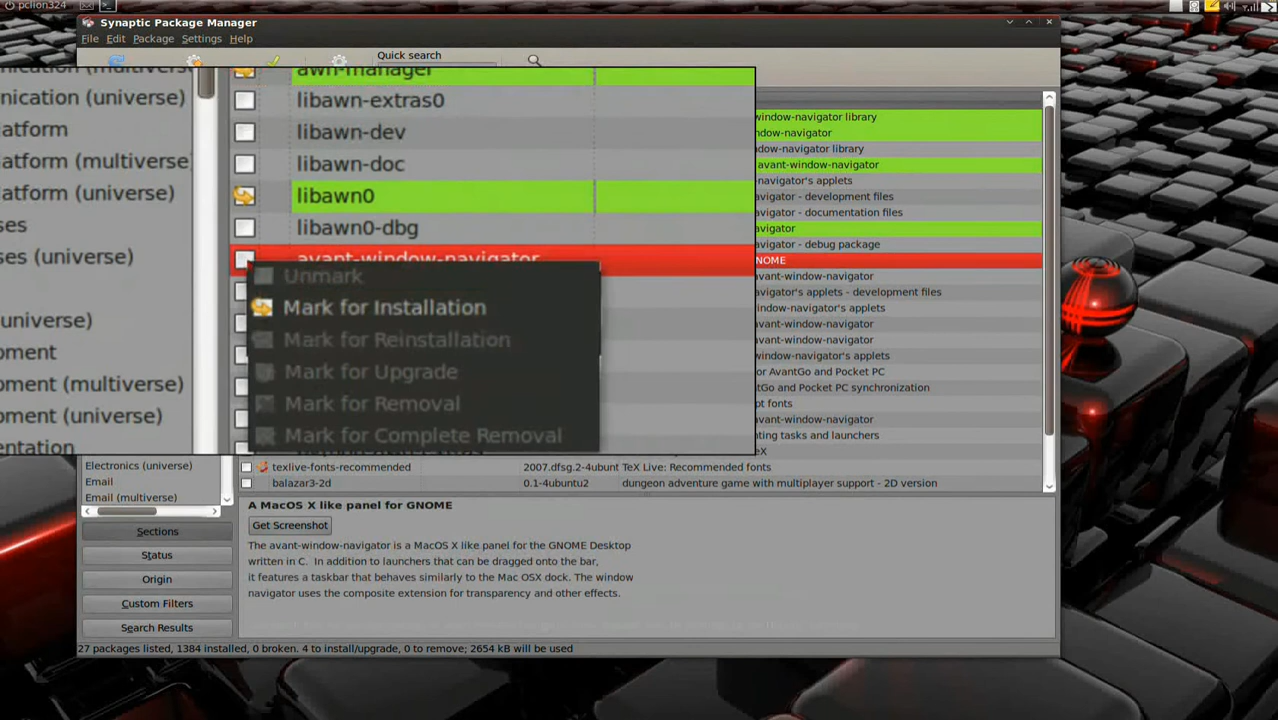 pclion324
Synaptic Package Manager
File Edit Package Settings Help
Quick search
awn-manager
nication (universe)
libawn-extras0
atform
libawn-dev
atform (multiverse)
libawn-doc
atform (universe)
libawn0
ses
libawn0-dbg
ses (universe)
avant-window-navigator
universe)
oment
oment (multiverse)
oment (universe)
entation
Unmark
Mark for Installation
Mark for Reinstallation
Mark for Upgrade
Mark for Removal
Mark for Complete Removal
window-navigator library
ndow-navigator
dow-navigator library
avant-window-navigator
-navigator's applets
avigator - development files
avigator - documentation files
avigator
avigator - debug package
NOME
avant-window-navigator
navigator's applets - development files
navigator's applets
avant-window-navigator
avant-window-navigator
window-navigator's applets
or AvantGo and Pocket PC
ntGo and Pocket PC synchronization
pt fonts
avant-window-navigator
nting tasks and launchers
eX
Electronics (universe)
Email
Email (multiverse)
texlive-fonts-recommended 2007.dfsg.2-4ubunt TeX Live: Recommended fonts
balazar3-2d 0.1-4ubuntu2 dungeon adventure game with multiplayer support - 2D version
A MacOS X like panel for GNOME
Get Screenshot
The avant-window-navigator is a MacOS X like panel for the GNOME Desktop
written in C. In addition to launchers that can be dragged onto the bar,
it features a taskbar that behaves similarly to the Mac OSX dock. The window
navigator uses the composite extension for transparency and other effects.
Sections
Status
Origin
Custom Filters
Search Results
27 packages listed, 1384 installed, 0 broken. 4 to install/upgrade, 0 to remove; 2654 kB will be used